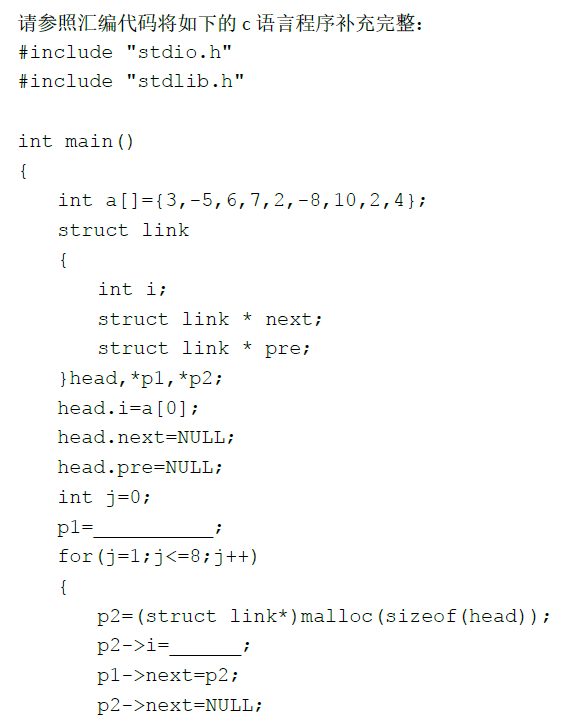 请参照汇编代码将如下的 c 语言程序补充完整：
#include "stdio.h"
#include "stdlib.h"
int main()
{
int a[]={3,-5,6,7,2,-8,10,2,4};
struct link
{
int i;
struct link * next;
struct link * pre;
}head,*p1,*p2;
head.i=a[0];
head.next=NULL;
head.pre=NULL;
int j=0;
p1=__________;
for(j=1;j<=8;j++)
{
p2=(struct link*)malloc(sizeof(head));
p2->i=______;
p1->next=p2;
p2->next=NULL;